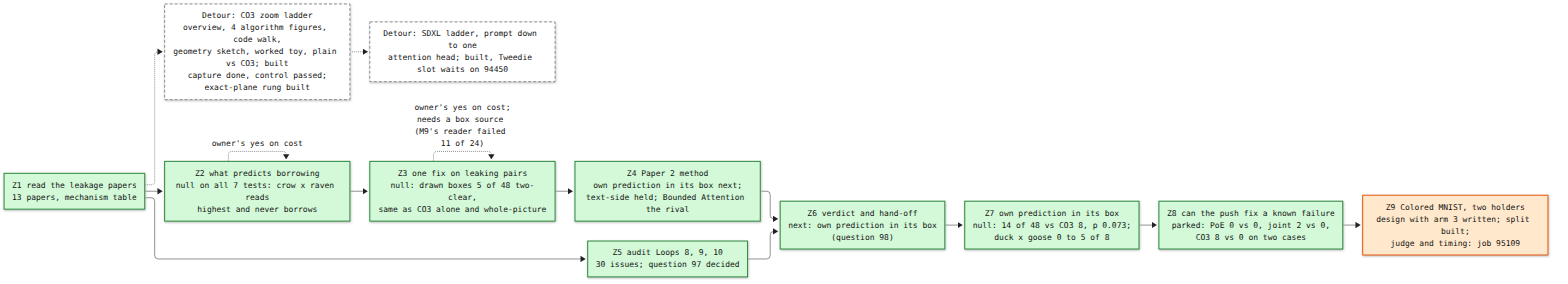 Detour: CO3 zoom ladder
overview, 4 algorithm figures,
code walk,
geometry sketch, worked toy, plain
vs CO3; built
capture done, control passed;
exact-plane rung built
Detour: SDXL ladder, prompt down
to one
attention head; built, Tweedie
slot waits on 94450
owner's yes on cost
owner's yes on cost;
needs a box source
(M9's reader failed
11 of 24)
Z1 read the leakage papers
13 papers, mechanism table
Z2 what predicts borrowing
null on all 7 tests: crow x raven
reads
highest and never borrows
Z3 one fix on leaking pairs
null: drawn boxes 5 of 48 two-
clear,
same as CO3 alone and whole-picture
Z4 Paper 2 method
own prediction in its box next;
text-side held; Bounded Attention
the rival
Z5 audit Loops 8, 9, 10
30 issues; question 97 decided
Z6 verdict and hand-off
next: own prediction in its box
(question 98)
Z7 own prediction in its box
null: 14 of 48 vs CO3 8, p 0.073;
duck x goose 0 to 5 of 8
Z8 can the push fix a known failure
parked: PoE 0 vs 0, joint 2 vs 0,
CO3 8 vs 0 on two cases
Z9 Colored MNIST, two holders
design with arm 3 written; split
built;
judge and timing: job 95109